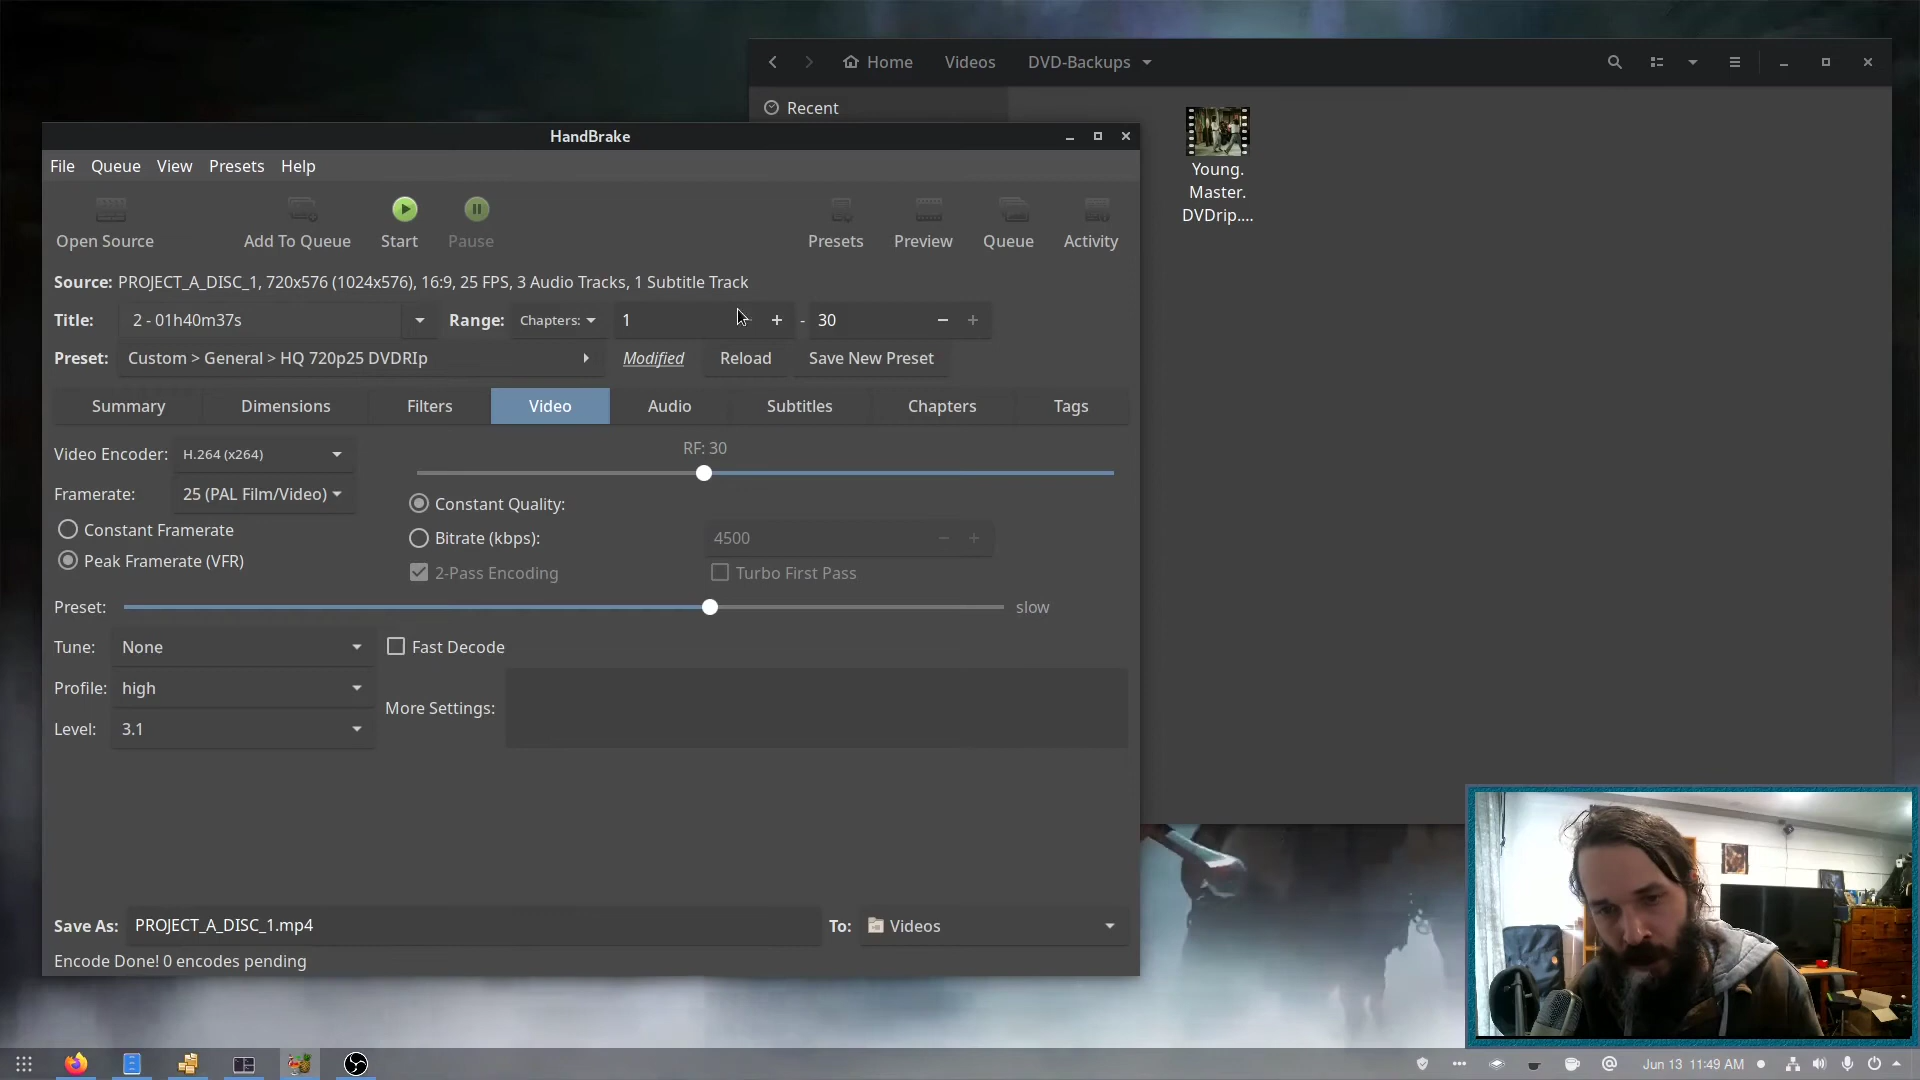 Home Videos DVD-Backups
Recent
Young.
Master.
DVDrip....
HandBrake
File Queue View Presets Help
Open Source Add To Queue Start Pause Presets Preview Queue Activity
Source: PROJECT_A_DISC_1, 720x576 (1024x576), 16:9, 25 FPS, 3 Audio Tracks, 1 Subtitle Track
Title: 2 - 01h40m37s Range: Chapters: 1 + - 30 − +
Preset: Custom > General > HQ 720p25 DVDRIp Modified Reload Save New Preset
Summary Dimensions Filters Video Audio Subtitles Chapters Tags
Video Encoder: H.264 (x264) RF: 30
Framerate: 25 (PAL Film/Video) Constant Quality:
Constant Framerate Bitrate (kbps): 4500 − +
Peak Framerate (VFR) 2-Pass Encoding Turbo First Pass
Preset: slow
Tune: None Fast Decode
Profile: high More Settings:
Level: 3.1
Save As: PROJECT_A_DISC_1.mp4 To: Videos
Encode Done! 0 encodes pending
Jun 13 11:49 AM